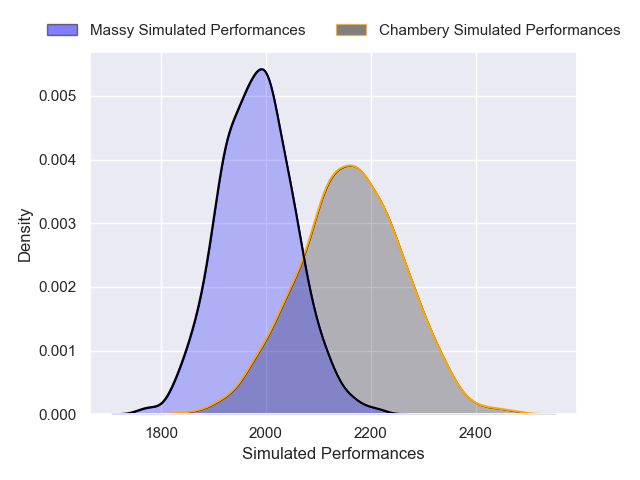 Massy Simulated Performances
Chambery Simulated Performances
Density
0.005
0.004
0.003
0.002
0.001
0.000
1800
2000
2200
2400
Simulated Performances